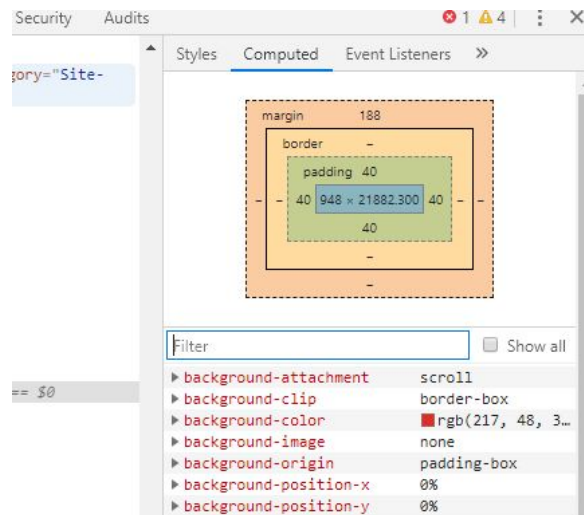 Security Audits 1 4
Styles Computed Event Listeners »
gory="Site-
margin 188
border –
padding 40
– – 40 948 × 21882.300 40 – –
40
–
–
Filter Show all
background-attachment scroll
== $0
background-clip border-box
background-color rgb(217, 48, 3…
background-image none
background-origin padding-box
background-position-x 0%
background-position-y 0%